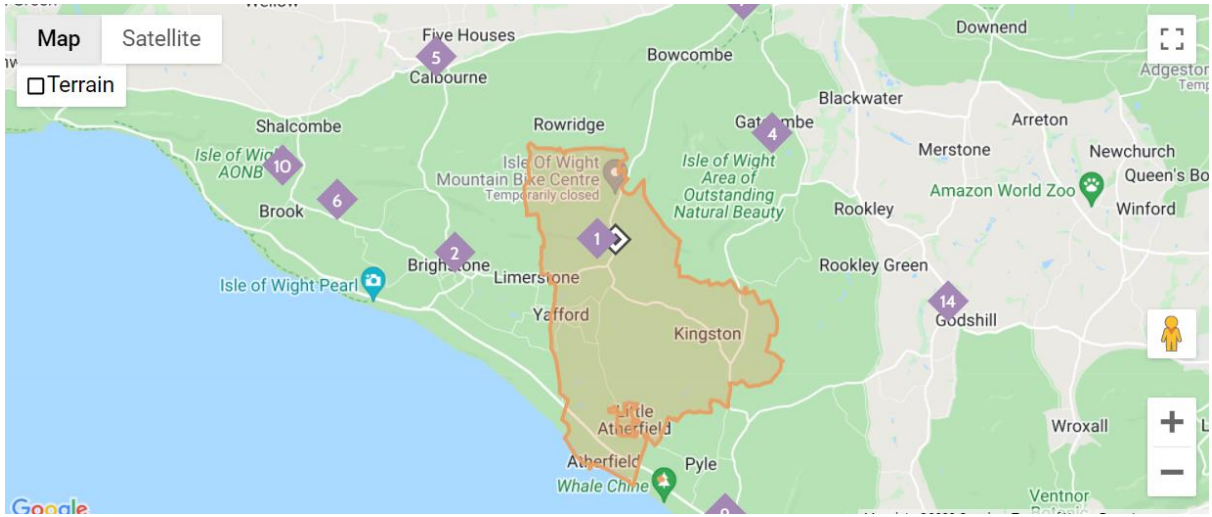 Map
Satellite
Terrain
Five Houses
5
Calbourne
Bowcombe
Downend
Adgeston
Blackwater
Shalcombe
Rowridge
Gatcombe
4
Arreton
Isle of Wight
AONB
10
Isle Of Wight
Mountain Bike Centre
Temporarily closed
Isle of Wight
Area of
Outstanding
Natural Beauty
Merstone
Newchurch
Queen's Bo
Amazon World Zoo
6
Brook
Rookley
Winford
1
2
Brighstone
Limerstone
Rookley Green
Isle of Wight Pearl
14
Godshill
Yafford
Kingston
Little
Atherfield
Wroxall
Atherfield
Pyle
Whale Chine
Ventnor
Google